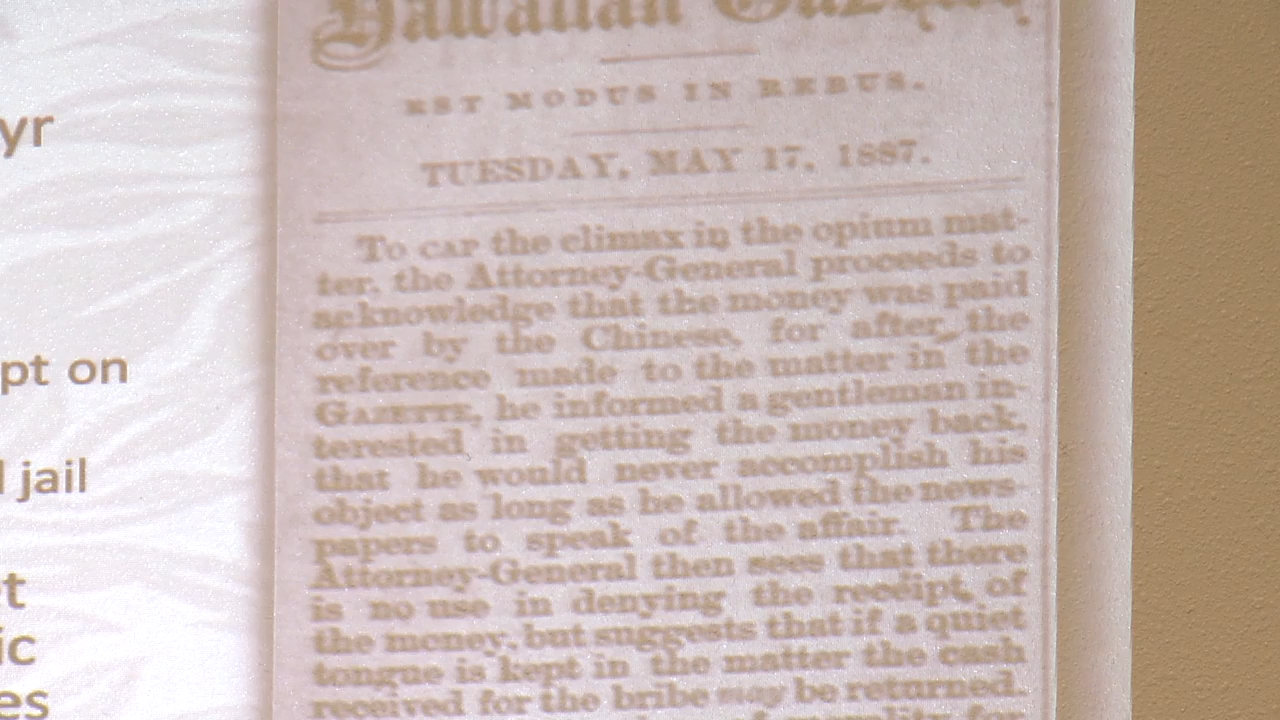 yr
pt on
jail
t
ic
es
Hawaiian Gazette
EST MODUS IN REBUS.
TUESDAY, MAY 17, 1887.
To cap the climax in the opium mat-
ter, the Attorney-General proceeds to
acknowledge that the money was paid
over by the Chinese, for after the
reference made to the matter in the
GAZETTE, he informed a gentleman in-
terested in getting the money back,
that he would never accomplish his
object as long as he allowed the news-
papers to speak of the affair. The
Attorney-General then sees that there
is no use in denying the receipt of
the money, but suggests that if a quiet
tongue is kept in the matter the cash
received for the bribe may be returned.